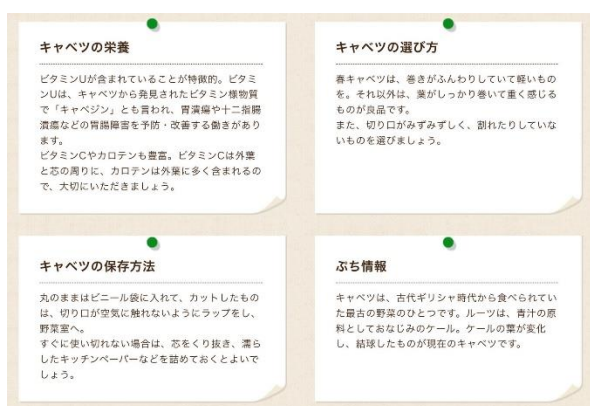 キャベツの栄養
ビタミンUが含まれていることが特徴的。ビタミ
ンUは、キャベツから発見されたビタミン様物質
で「キャベジン」とも言われ、胃潰瘍や十二指腸
潰瘍などの胃腸障害を予防・改善する働きがあり
ます。
ビタミンCやカロテンも豊富。ビタミンCは外葉
と芯の周りに、カロテンは外葉に多く含まれるの
で、大切にいただきましょう。
キャベツの選び方
春キャベツは、巻きがふんわりしていて軽いもの
を。それ以外は、葉がしっかり巻いて重く感じる
ものが良品です。
また、切り口がみずみずしく、割れたりしていな
いものを選びましょう。
キャベツの保存方法
丸のままはビニール袋に入れて、カットしたもの
は、切り口が空気に触れないようにラップをし、
野菜室へ。
すぐに使い切れない場合は、芯をくり抜き、濡ら
したキッチンペーパーなどを詰めておくとよいで
しょう。
ぷち情報
キャベツは、古代ギリシャ時代から食べられてい
た最古の野菜のひとつです。ルーツは、青汁の原
料としておなじみのケール。ケールの葉が変化
し、結球したものが現在のキャベツです。